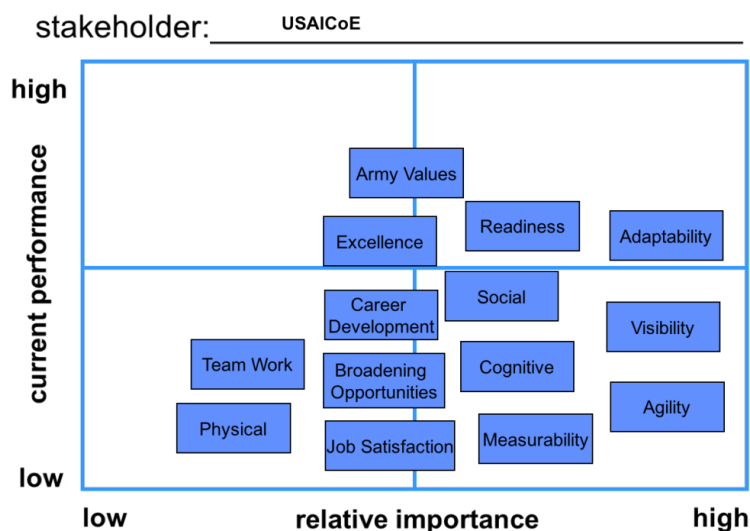 stakeholder: USAICoE
high
current performance
low
Army Values
Readiness
Adaptability
Excellence
Social
Career
Development
Visibility
Team Work
Cognitive
Broadening
Opportunities
Agility
Physical
Job Satisfaction
Measurability
low
relative importance
high